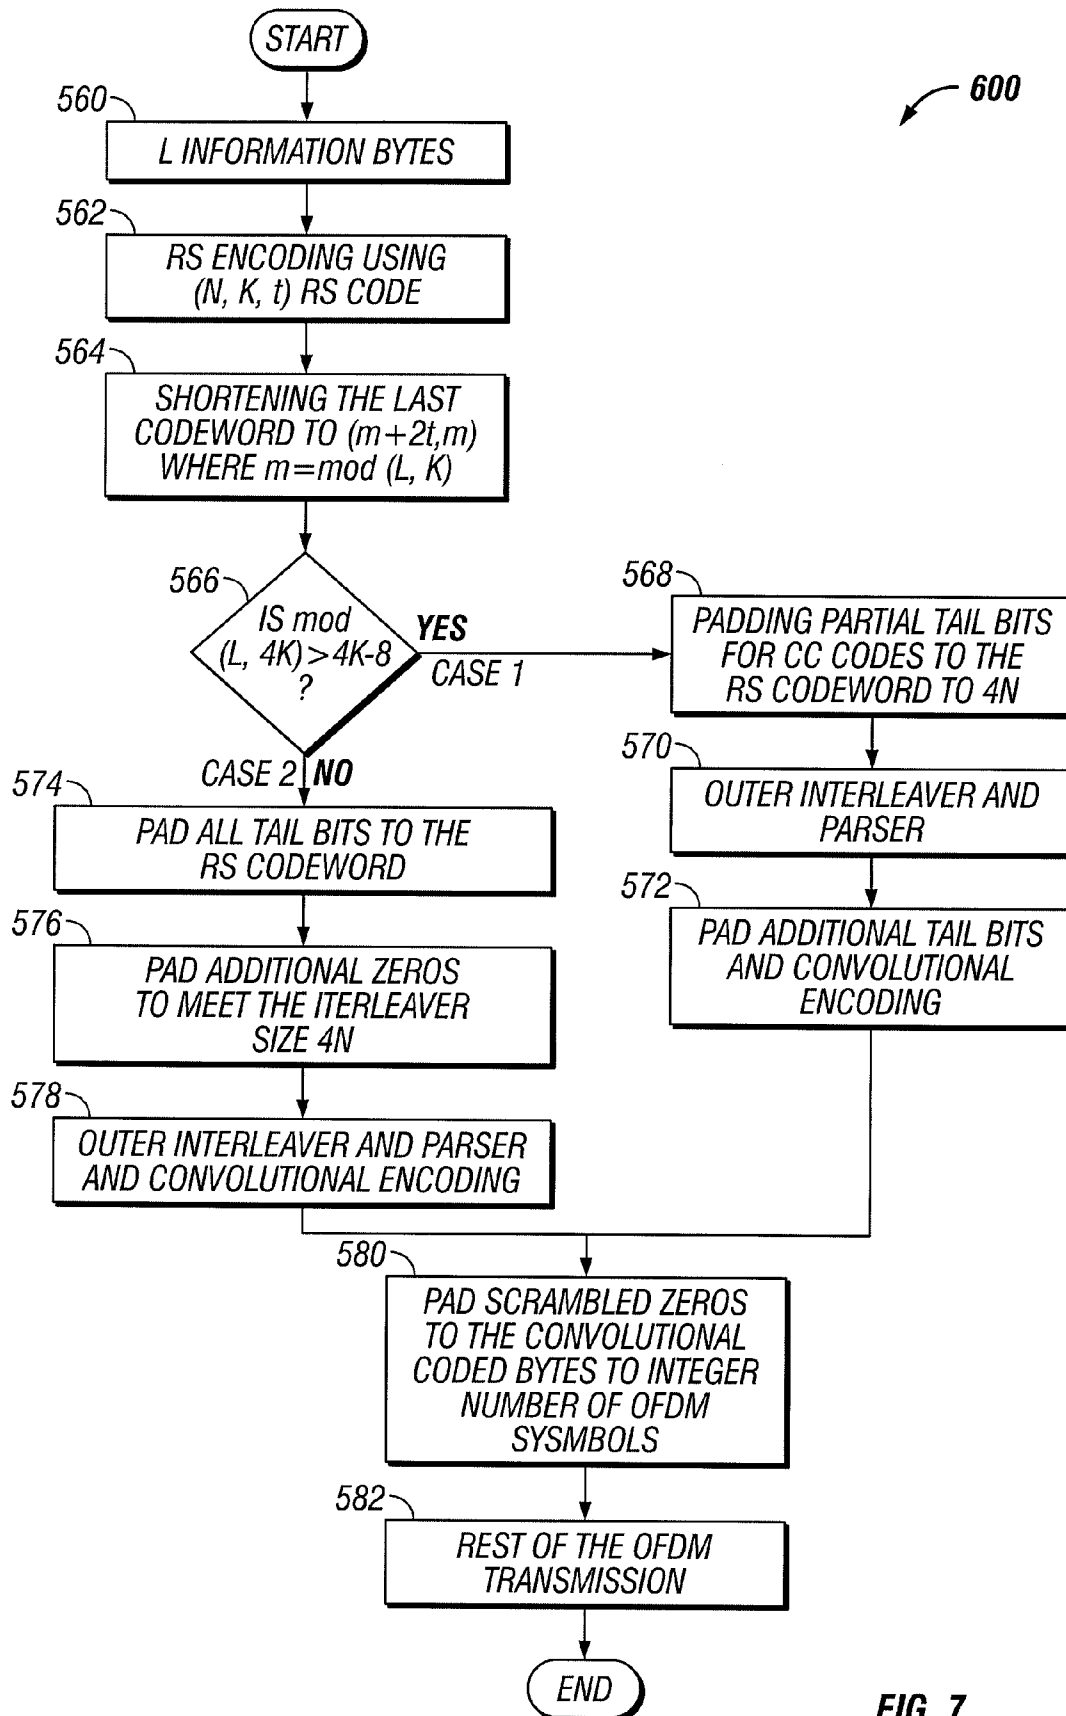 START
600
560
L INFORMATION BYTES
562
RS ENCODING USING
(N, K, t) RS CODE
564
SHORTENING THE LAST
CODEWORD TO (m+2t,m)
WHERE m=mod (L, K)
566
IS mod
(L, 4K)>4K-8
?
YES
CASE 1
568
PADDING PARTIAL TAIL BITS
FOR CC CODES TO THE
RS CODEWORD TO 4N
570
OUTER INTERLEAVER AND
PARSER
572
PAD ADDITIONAL TAIL BITS
AND CONVOLUTIONAL
ENCODING
CASE 2 NO
574
PAD ALL TAIL BITS TO THE
RS CODEWORD
576
PAD ADDITIONAL ZEROS
TO MEET THE ITERLEAVER
SIZE 4N
578
OUTER INTERLEAVER AND PARSER
AND CONVOLUTIONAL ENCODING
580
PAD SCRAMBLED ZEROS
TO THE CONVOLUTIONAL
CODED BYTES TO INTEGER
NUMBER OF OFDM
SYSMBOLS
582
REST OF THE OFDM
TRANSMISSION
END
FIG. 7